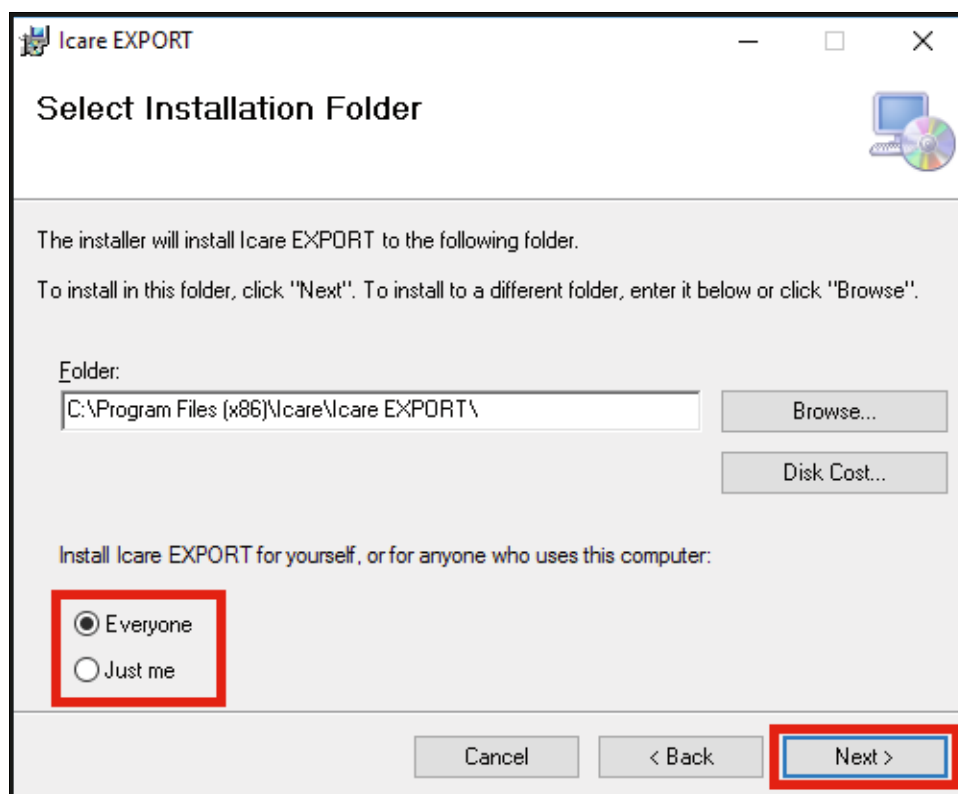 Icare EXPORT
Select Installation Folder
The installer will install Icare EXPORT to the following folder.
To install in this folder, click "Next". To install to a different folder, enter it below or click "Browse".
Folder:
C:\Program Files (x86)\Icare\Icare EXPORT\
Browse...
Disk Cost...
Install Icare EXPORT for yourself, or for anyone who uses this computer:
Everyone
Just me
Cancel
< Back
Next >